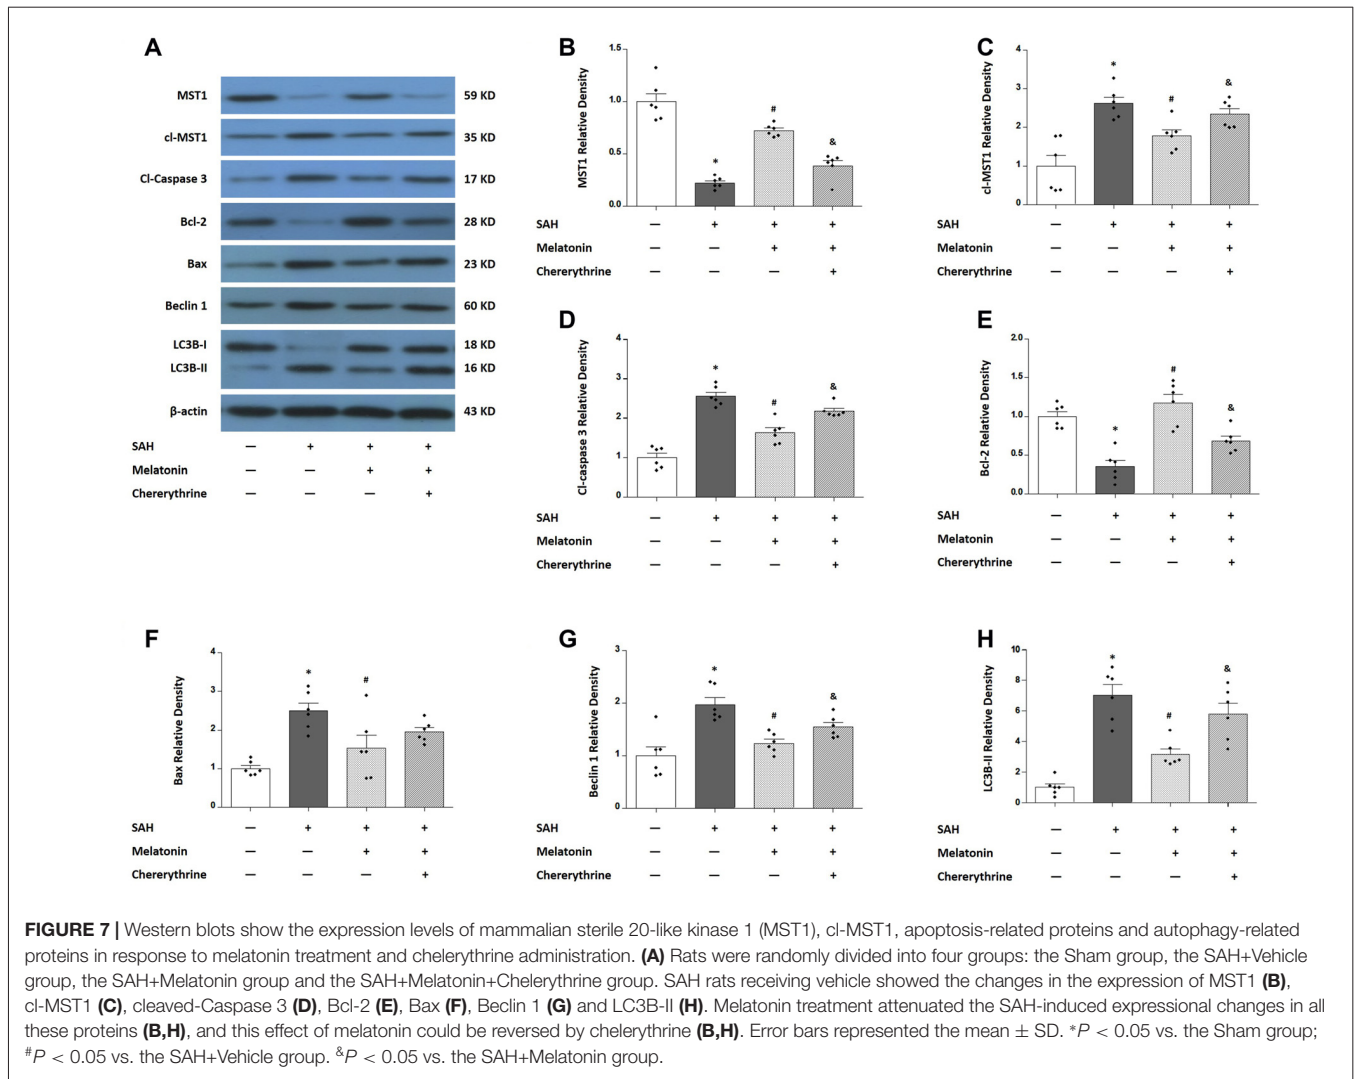 A
MST1 59 KD
cl-MST1 35 KD
Cl-Caspase 3 17 KD
Bcl-2 28 KD
Bax 23 KD
Beclin 1 60 KD
LC3B-I 18 KD
LC3B-II 16 KD
β-actin 43 KD
SAH — + + +
Melatonin — — + +
Chererythrine — — — +
B
MST1 Relative Density
1.5
1.0
0.5
0.0
* # &
SAH — + + +
Melatonin — — + +
Chererythrine — — — +
C
cl-MST1 Relative Density
4
3
2
1
0
* # &
SAH — + + +
Melatonin — — + +
Chererythrine — — — +
D
Cl-caspase 3 Relative Density
4
3
2
1
0
* # &
SAH — + + +
Melatonin — — + +
Chererythrine — — — +
E
Bcl-2 Relative Density
2.0
1.5
1.0
0.5
0.0
* # &
SAH — + + +
Melatonin — — + +
Chererythrine — — — +
F
Bax Relative Density
4
3
2
1
0
* #
SAH — + + +
Melatonin — — + +
Chererythrine — — — +
G
Beclin 1 Relative Density
3
2
1
0
* # &
SAH — + + +
Melatonin — — + +
Chererythrine — — — +
H
LC3B-II Relative Density
10
8
6
4
2
0
* # &
SAH — + + +
Melatonin — — + +
Chererythrine — — — +
FIGURE 7 | Western blots show the expression levels of mammalian sterile 20-like kinase 1 (MST1), cl-MST1, apoptosis-related proteins and autophagy-related
proteins in response to melatonin treatment and chelerythrine administration. (A) Rats were randomly divided into four groups: the Sham group, the SAH+Vehicle
group, the SAH+Melatonin group and the SAH+Melatonin+Chelerythrine group. SAH rats receiving vehicle showed the changes in the expression of MST1 (B),
cl-MST1 (C), cleaved-Caspase 3 (D), Bcl-2 (E), Bax (F), Beclin 1 (G) and LC3B-II (H). Melatonin treatment attenuated the SAH-induced expressional changes in all
these proteins (B,H), and this effect of melatonin could be reversed by chelerythrine (B,H). Error bars represented the mean ± SD. *P < 0.05 vs. the Sham group;
#P < 0.05 vs. the SAH+Vehicle group. &P < 0.05 vs. the SAH+Melatonin group.